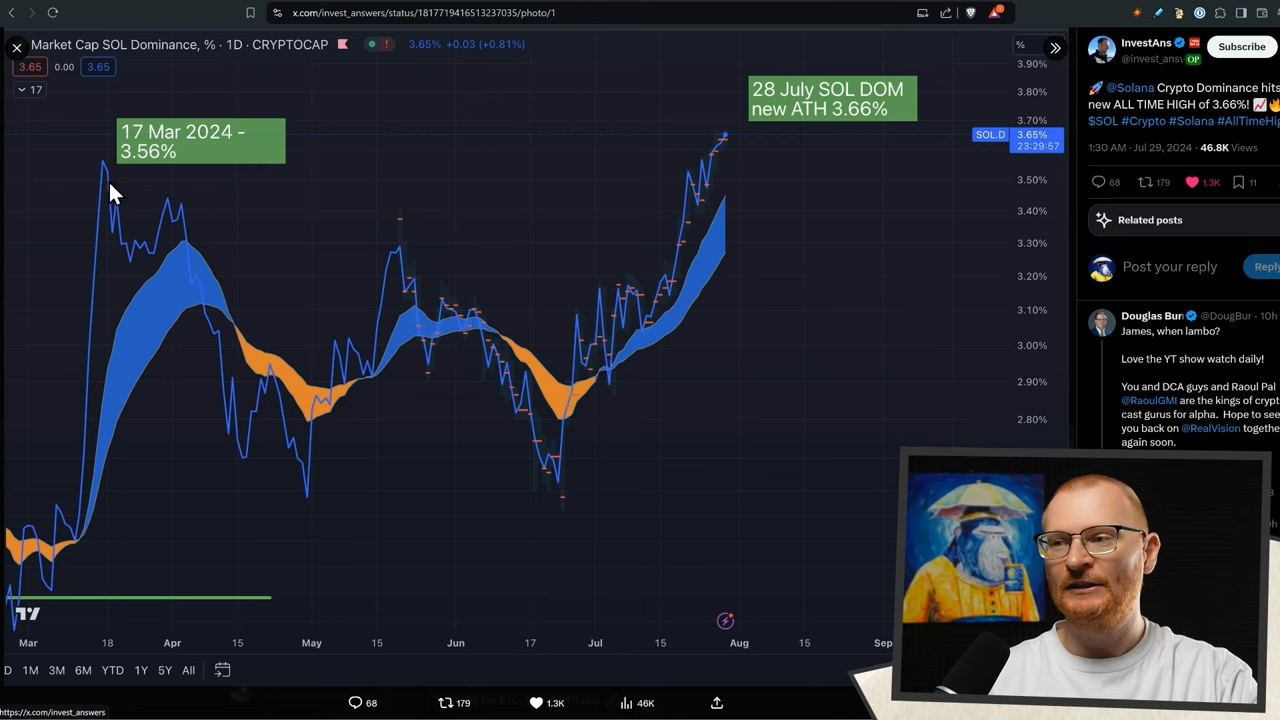 x.com/invest_answers/status/1817719416513237035/photo/1
Market Cap SOL Dominance, % · 1D · CRYPTOCAP
3.65% +0.03 (+0.81%)
3.65 0.00 3.65
17
17 Mar 2024 -
3.56%
28 July SOL DOM
new ATH 3.66%
%
3.90%
3.80%
3.70%
SOL.D 3.65%
23:29:57
3.50%
3.40%
3.30%
3.20%
3.10%
3.00%
2.90%
2.80%
Mar 18 Apr 15 May 15 Jun 17 Jul 15 Aug 15 Sep
D 1M 3M 6M YTD 1Y 5Y All
68 179 1.3K 46K
https://x.com/invest_answers
InvestAns
@invest_ans
OP
Subscribe
🚀 @Solana Crypto Dominance hits
new ALL TIME HIGH of 3.66%! 📈🔥
$SOL #Crypto #Solana #AllTimeHig
1:30 AM · Jul 29, 2024 · 46.8K Views
68 179 1.3K 11
Related posts
Post your reply
Reply
Douglas Bur @DougBur · 10h
James, when lambo?
Love the YT show watch daily!
You and DCA guys and Raoul Pal
@RaoulGMI are the kings of crypt
cast gurus for alpha. Hope to see
you back on @RealVision togethe
again soon.